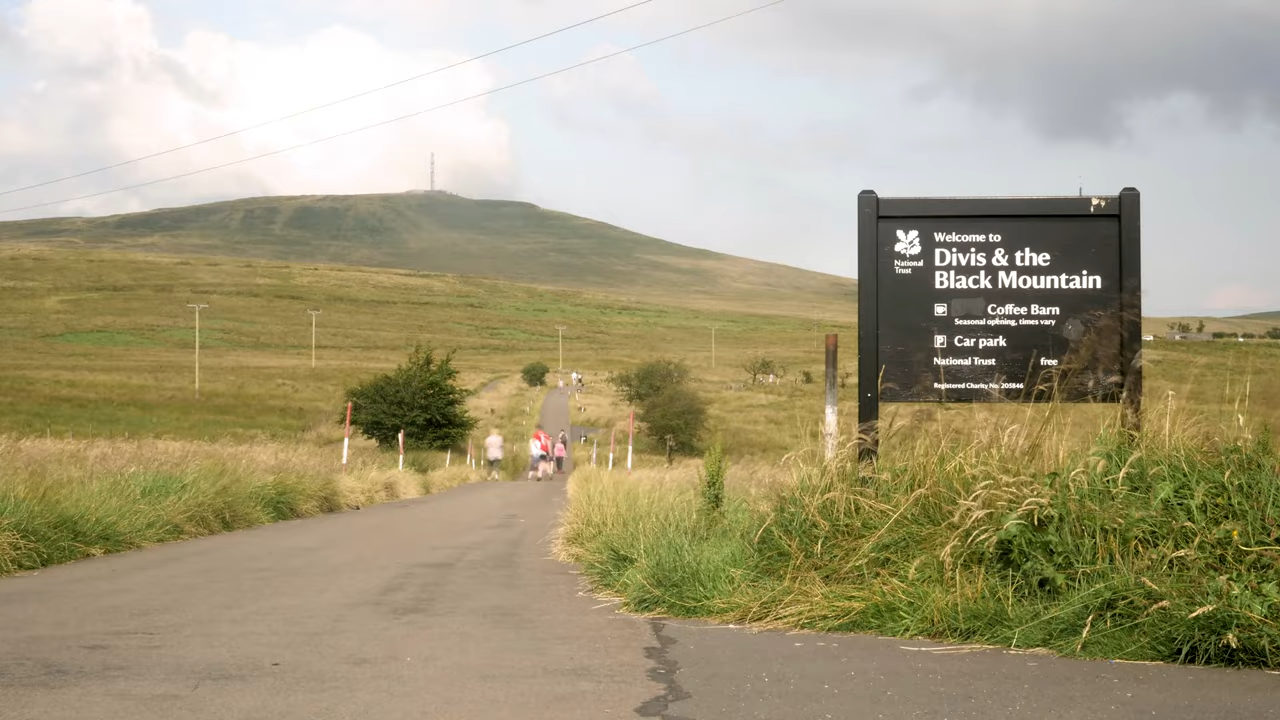 National
Trust
Welcome to
Divis & the
Black Mountain
Coffee Barn
Seasonal opening, times vary
P Car park
National Trust free
Registered Charity No. 205846